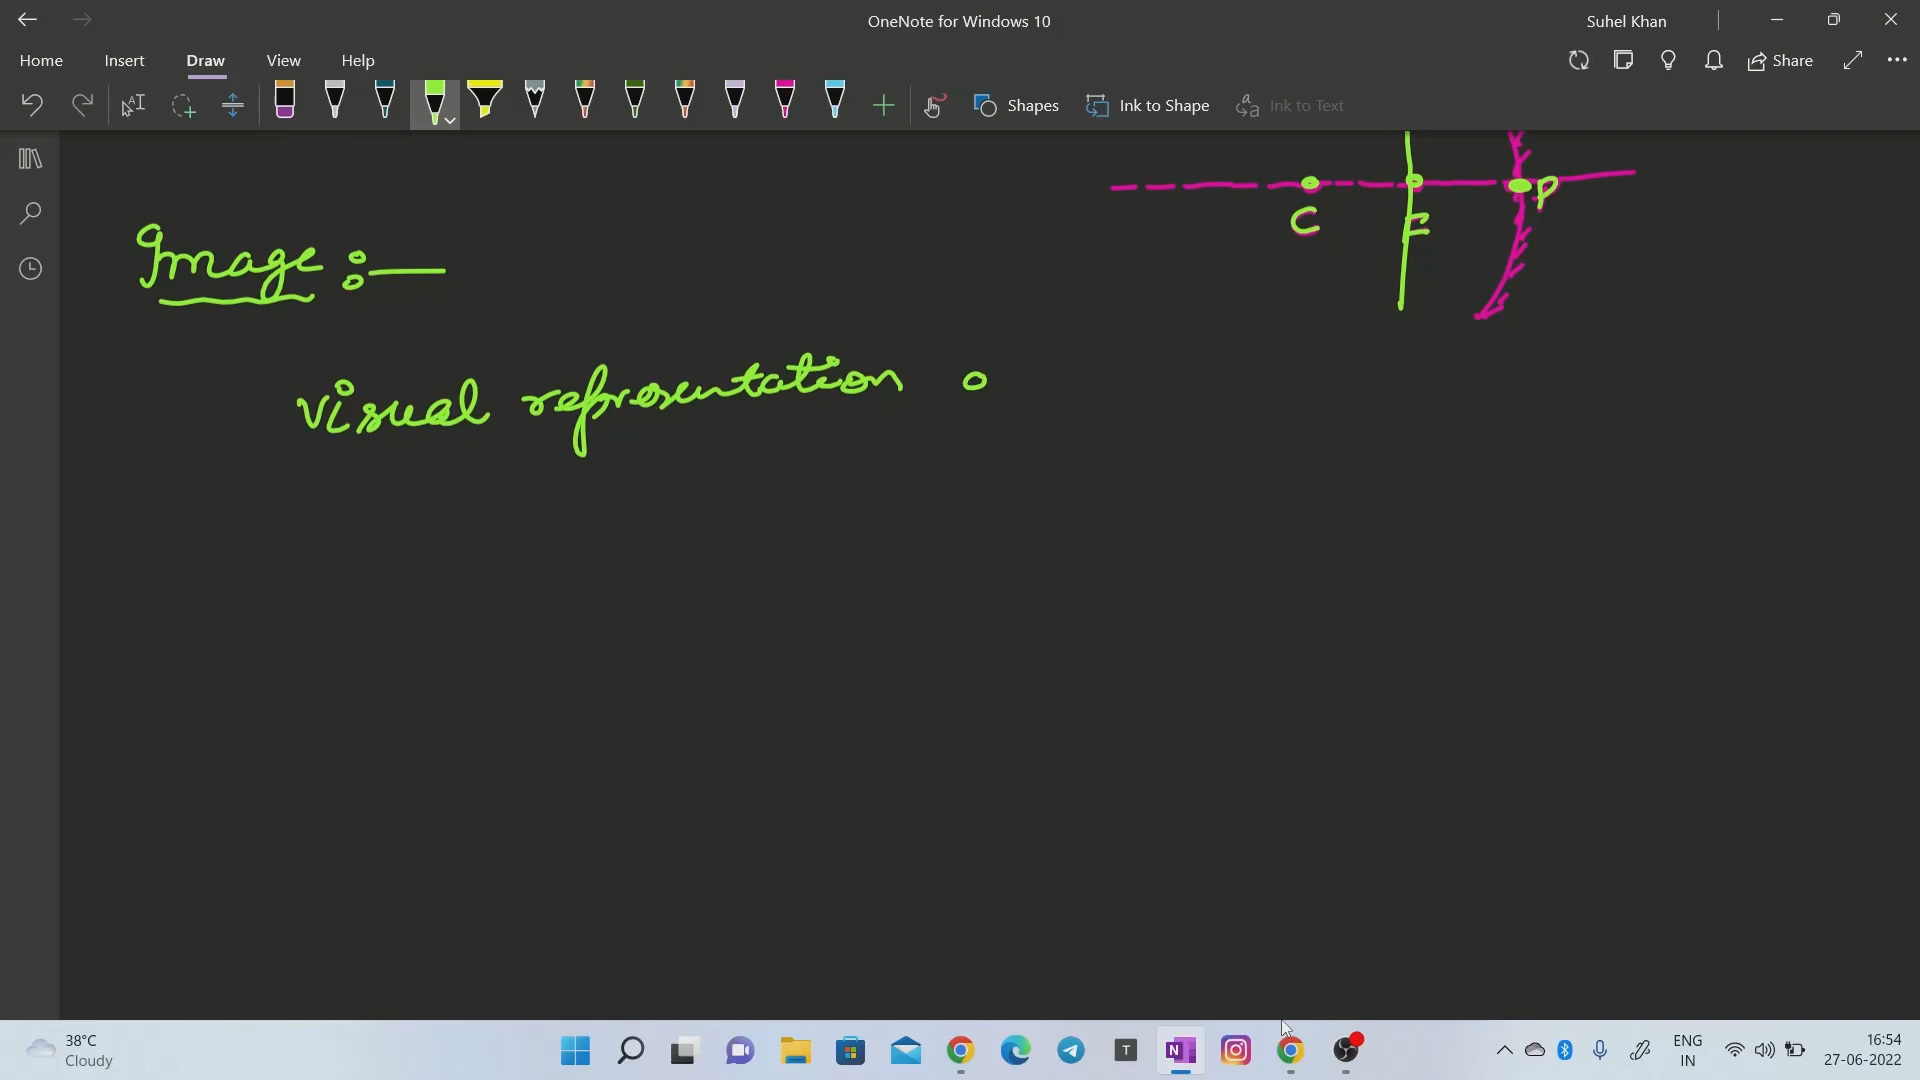 OneNote for Windows 10
Suhel Khan
Home Insert Draw View Help
Share
Shapes Ink to Shape Ink to Text
P
C F
Image :—
visual representation o
38°C
Cloudy
ENG
IN
16:54
27-06-2022